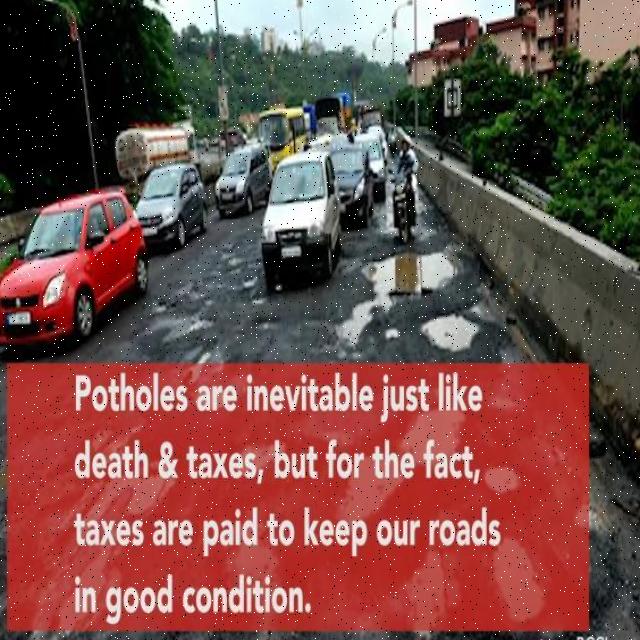 Potholes are inevitable just like
death & taxes, but for the fact,
taxes are paid to keep our roads
in good condition.